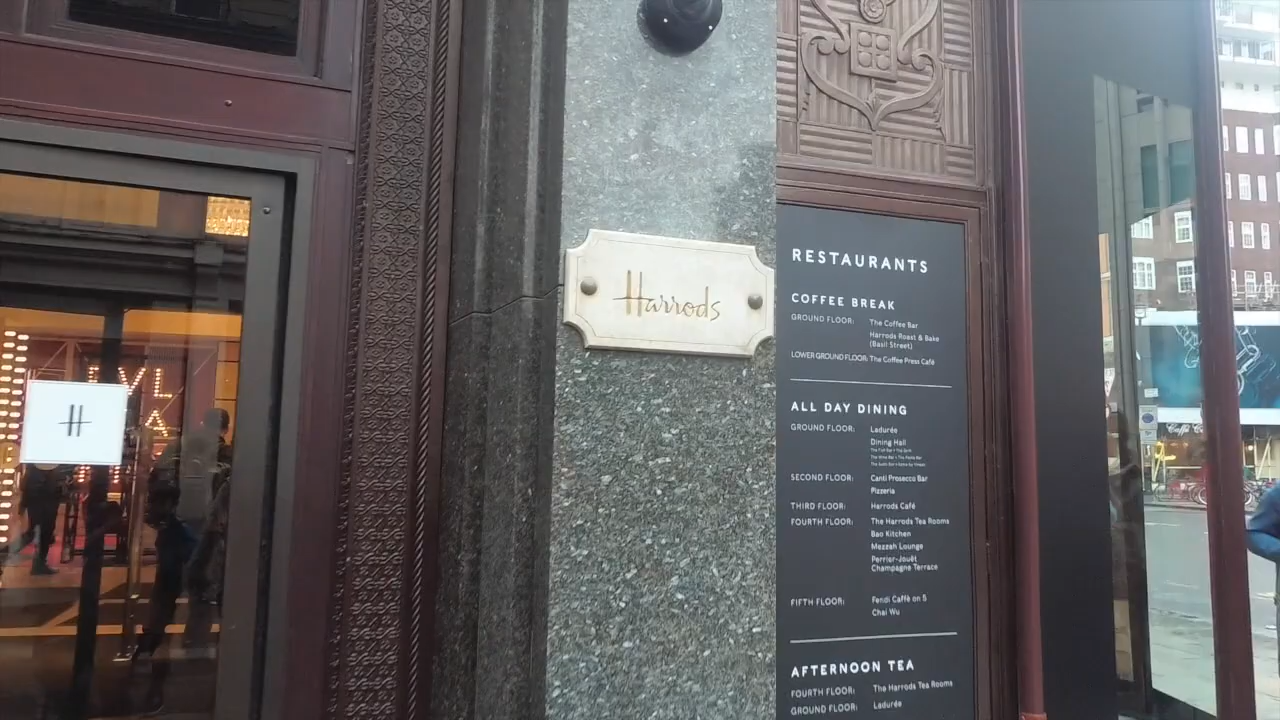 H
Harrods
RESTAURANTS
COFFEE BREAK
GROUND FLOOR: The Coffee Bar
Harrods Roast & Bake
(Basil Street)
LOWER GROUND FLOOR: The Coffee Press Café
ALL DAY DINING
GROUND FLOOR: Ladurée
Dining Hall
SECOND FLOOR: Canti Prosecco Bar
Pizzeria
THIRD FLOOR: Harrods Café
FOURTH FLOOR: The Harrods Tea Rooms
Bao Kitchen
Mezzah Lounge
Perrier-Jouët
Champagne Terrace
FIFTH FLOOR: Fendi Caffè on 5
Chai Wu
AFTERNOON TEA
FOURTH FLOOR: The Harrods Tea Rooms
GROUND FLOOR: Ladurée